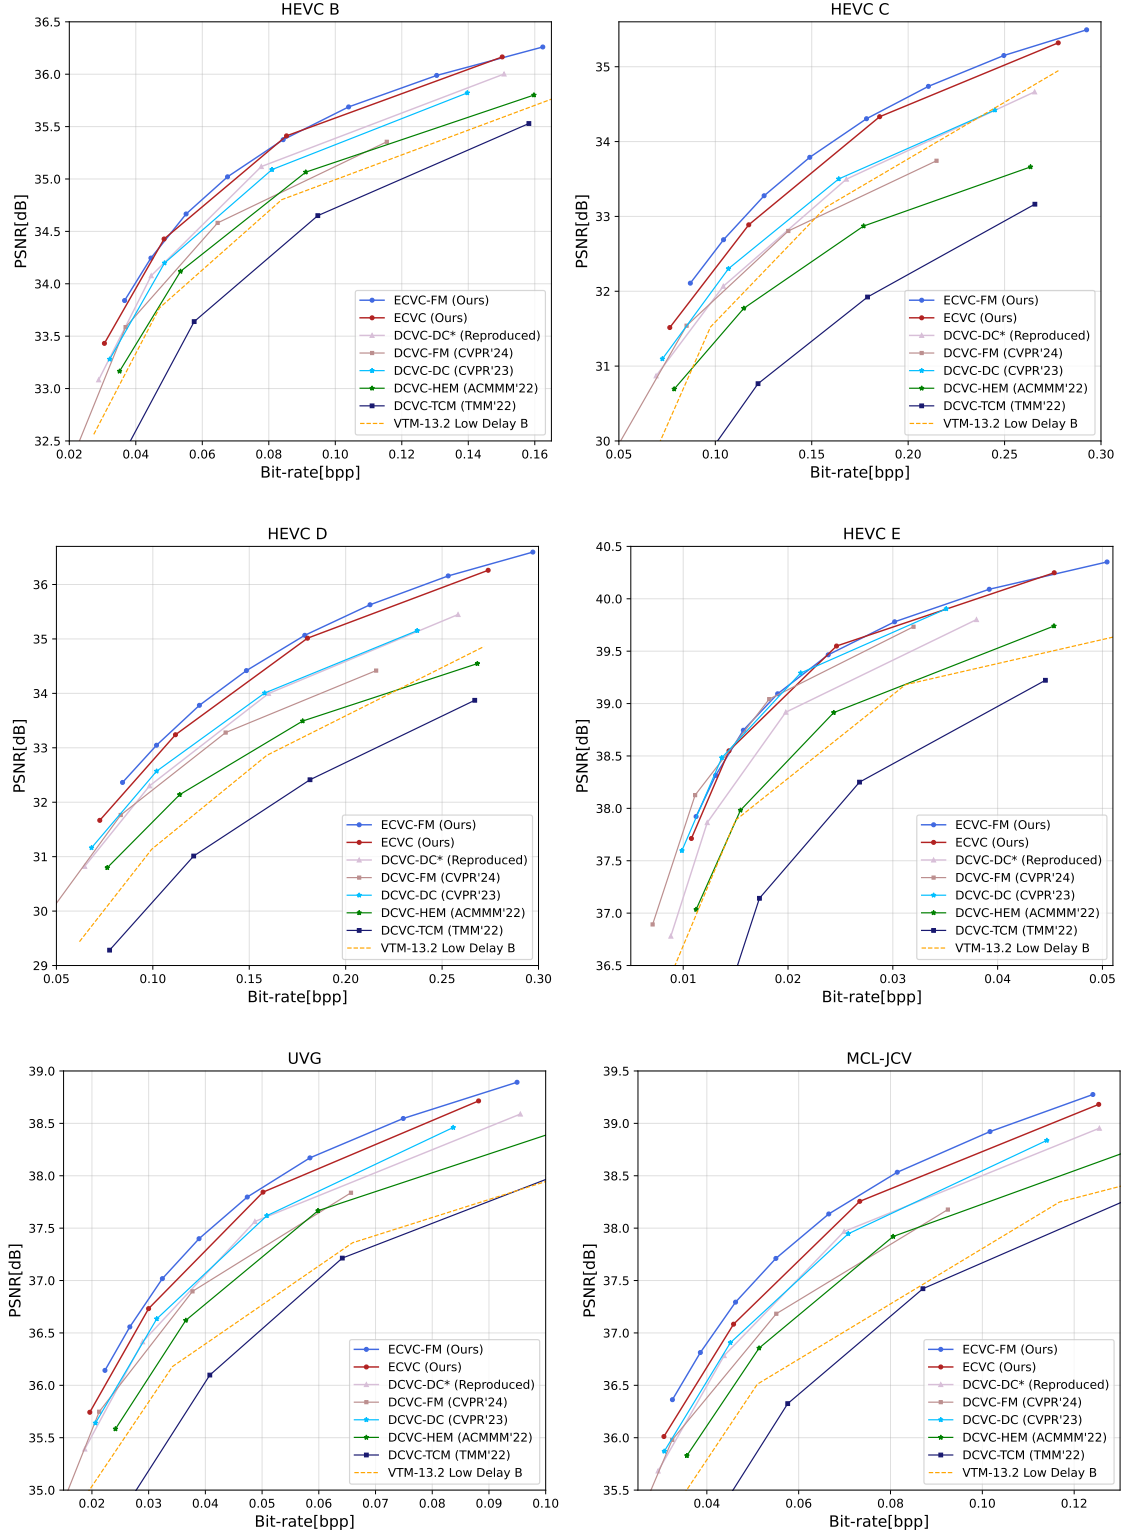 HEVC B
36.5
36.0
35.5
35.0
34.5
34.0
33.5
33.0
32.5
PSNR[dB]
0.02 0.04 0.06 0.08 0.10 0.12 0.14 0.16
Bit-rate[bpp]
ECVC-FM (Ours)
ECVC (Ours)
DCVC-DC* (Reproduced)
DCVC-FM (CVPR'24)
DCVC-DC (CVPR'23)
DCVC-HEM (ACMMM'22)
DCVC-TCM (TMM'22)
VTM-13.2 Low Delay B
HEVC C
35
34
33
32
31
30
PSNR[dB]
0.05 0.10 0.15 0.20 0.25 0.30
Bit-rate[bpp]
ECVC-FM (Ours)
ECVC (Ours)
DCVC-DC* (Reproduced)
DCVC-FM (CVPR'24)
DCVC-DC (CVPR'23)
DCVC-HEM (ACMMM'22)
DCVC-TCM (TMM'22)
VTM-13.2 Low Delay B
HEVC D
36
35
34
33
32
31
30
29
PSNR[dB]
0.05 0.10 0.15 0.20 0.25 0.30
Bit-rate[bpp]
ECVC-FM (Ours)
ECVC (Ours)
DCVC-DC* (Reproduced)
DCVC-FM (CVPR'24)
DCVC-DC (CVPR'23)
DCVC-HEM (ACMMM'22)
DCVC-TCM (TMM'22)
VTM-13.2 Low Delay B
HEVC E
40.5
40.0
39.5
39.0
38.5
38.0
37.5
37.0
36.5
PSNR[dB]
0.01 0.02 0.03 0.04 0.05
Bit-rate[bpp]
ECVC-FM (Ours)
ECVC (Ours)
DCVC-DC* (Reproduced)
DCVC-FM (CVPR'24)
DCVC-DC (CVPR'23)
DCVC-HEM (ACMMM'22)
DCVC-TCM (TMM'22)
VTM-13.2 Low Delay B
UVG
39.0
38.5
38.0
37.5
37.0
36.5
36.0
35.5
35.0
PSNR[dB]
0.02 0.03 0.04 0.05 0.06 0.07 0.08 0.09 0.10
Bit-rate[bpp]
ECVC-FM (Ours)
ECVC (Ours)
DCVC-DC* (Reproduced)
DCVC-FM (CVPR'24)
DCVC-DC (CVPR'23)
DCVC-HEM (ACMMM'22)
DCVC-TCM (TMM'22)
VTM-13.2 Low Delay B
MCL-JCV
39.5
39.0
38.5
38.0
37.5
37.0
36.5
36.0
35.5
PSNR[dB]
0.04 0.06 0.08 0.10 0.12
Bit-rate[bpp]
ECVC-FM (Ours)
ECVC (Ours)
DCVC-DC* (Reproduced)
DCVC-FM (CVPR'24)
DCVC-DC (CVPR'23)
DCVC-HEM (ACMMM'22)
DCVC-TCM (TMM'22)
VTM-13.2 Low Delay B